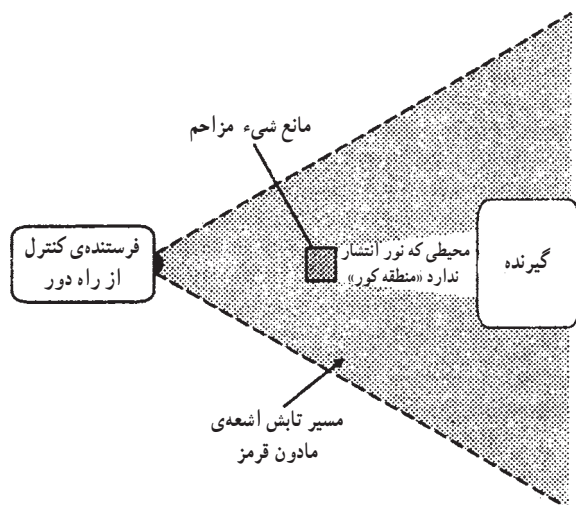 مانع شیء مزاحم
گیرنده
محیطی که نور انتشار
ندارد «منطقه کور»
فرستنده‌ی کنترل
از راه دور
مسیر تابش اشعه‌ی
مادون قرمز